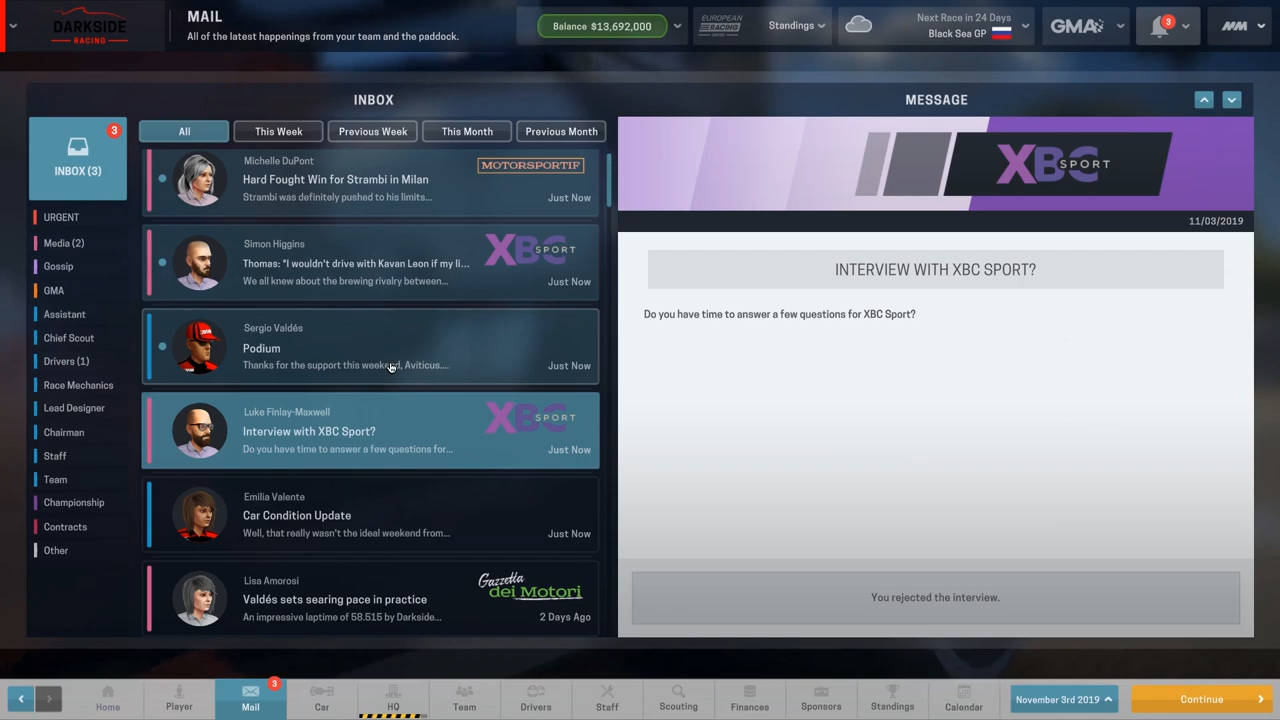 DARKSIDE
RACING
MAIL
All of the latest happenings from your team and the paddock.
Balance $13,692,000
EUROPEAN
RACING
SERIES
Standings
Next Race in 24 Days
Black Sea GP
GMA
3
INBOX
MESSAGE
3
INBOX (3)
URGENT
Media (2)
Gossip
GMA
Assistant
Chief Scout
Drivers (1)
Race Mechanics
Lead Designer
Chairman
Staff
Team
Championship
Contracts
Other
All
This Week
Previous Week
This Month
Previous Month
Michelle DuPont
MOTORSPORTIF
Hard Fought Win for Strambi in Milan
Strambi was definitely pushed to his limits...
Just Now
Simon Higgins
XBC SPORT
Thomas: "I wouldn't drive with Kavan Leon if my li...
We all knew about the brewing rivalry between...
Just Now
Sergio Valdés
Podium
Thanks for the support this weekend, Aviticus....
Just Now
Luke Finlay-Maxwell
XBC SPORT
Interview with XBC Sport?
Do you have time to answer a few questions for...
Just Now
Emilia Valente
Car Condition Update
Well, that really wasn't the ideal weekend from...
Just Now
Lisa Amorosi
Gazzetta
dei Motori
Valdés sets searing pace in practice
An impressive laptime of 58.515 by Darkside...
2 Days Ago
XBC SPORT
11/03/2019
INTERVIEW WITH XBC SPORT?
Do you have time to answer a few questions for XBC Sport?
You rejected the interview.
Home
Player
3
Mail
Car
HQ
Team
Drivers
Staff
Scouting
Finances
Sponsors
Standings
Calendar
November 3rd 2019
Continue